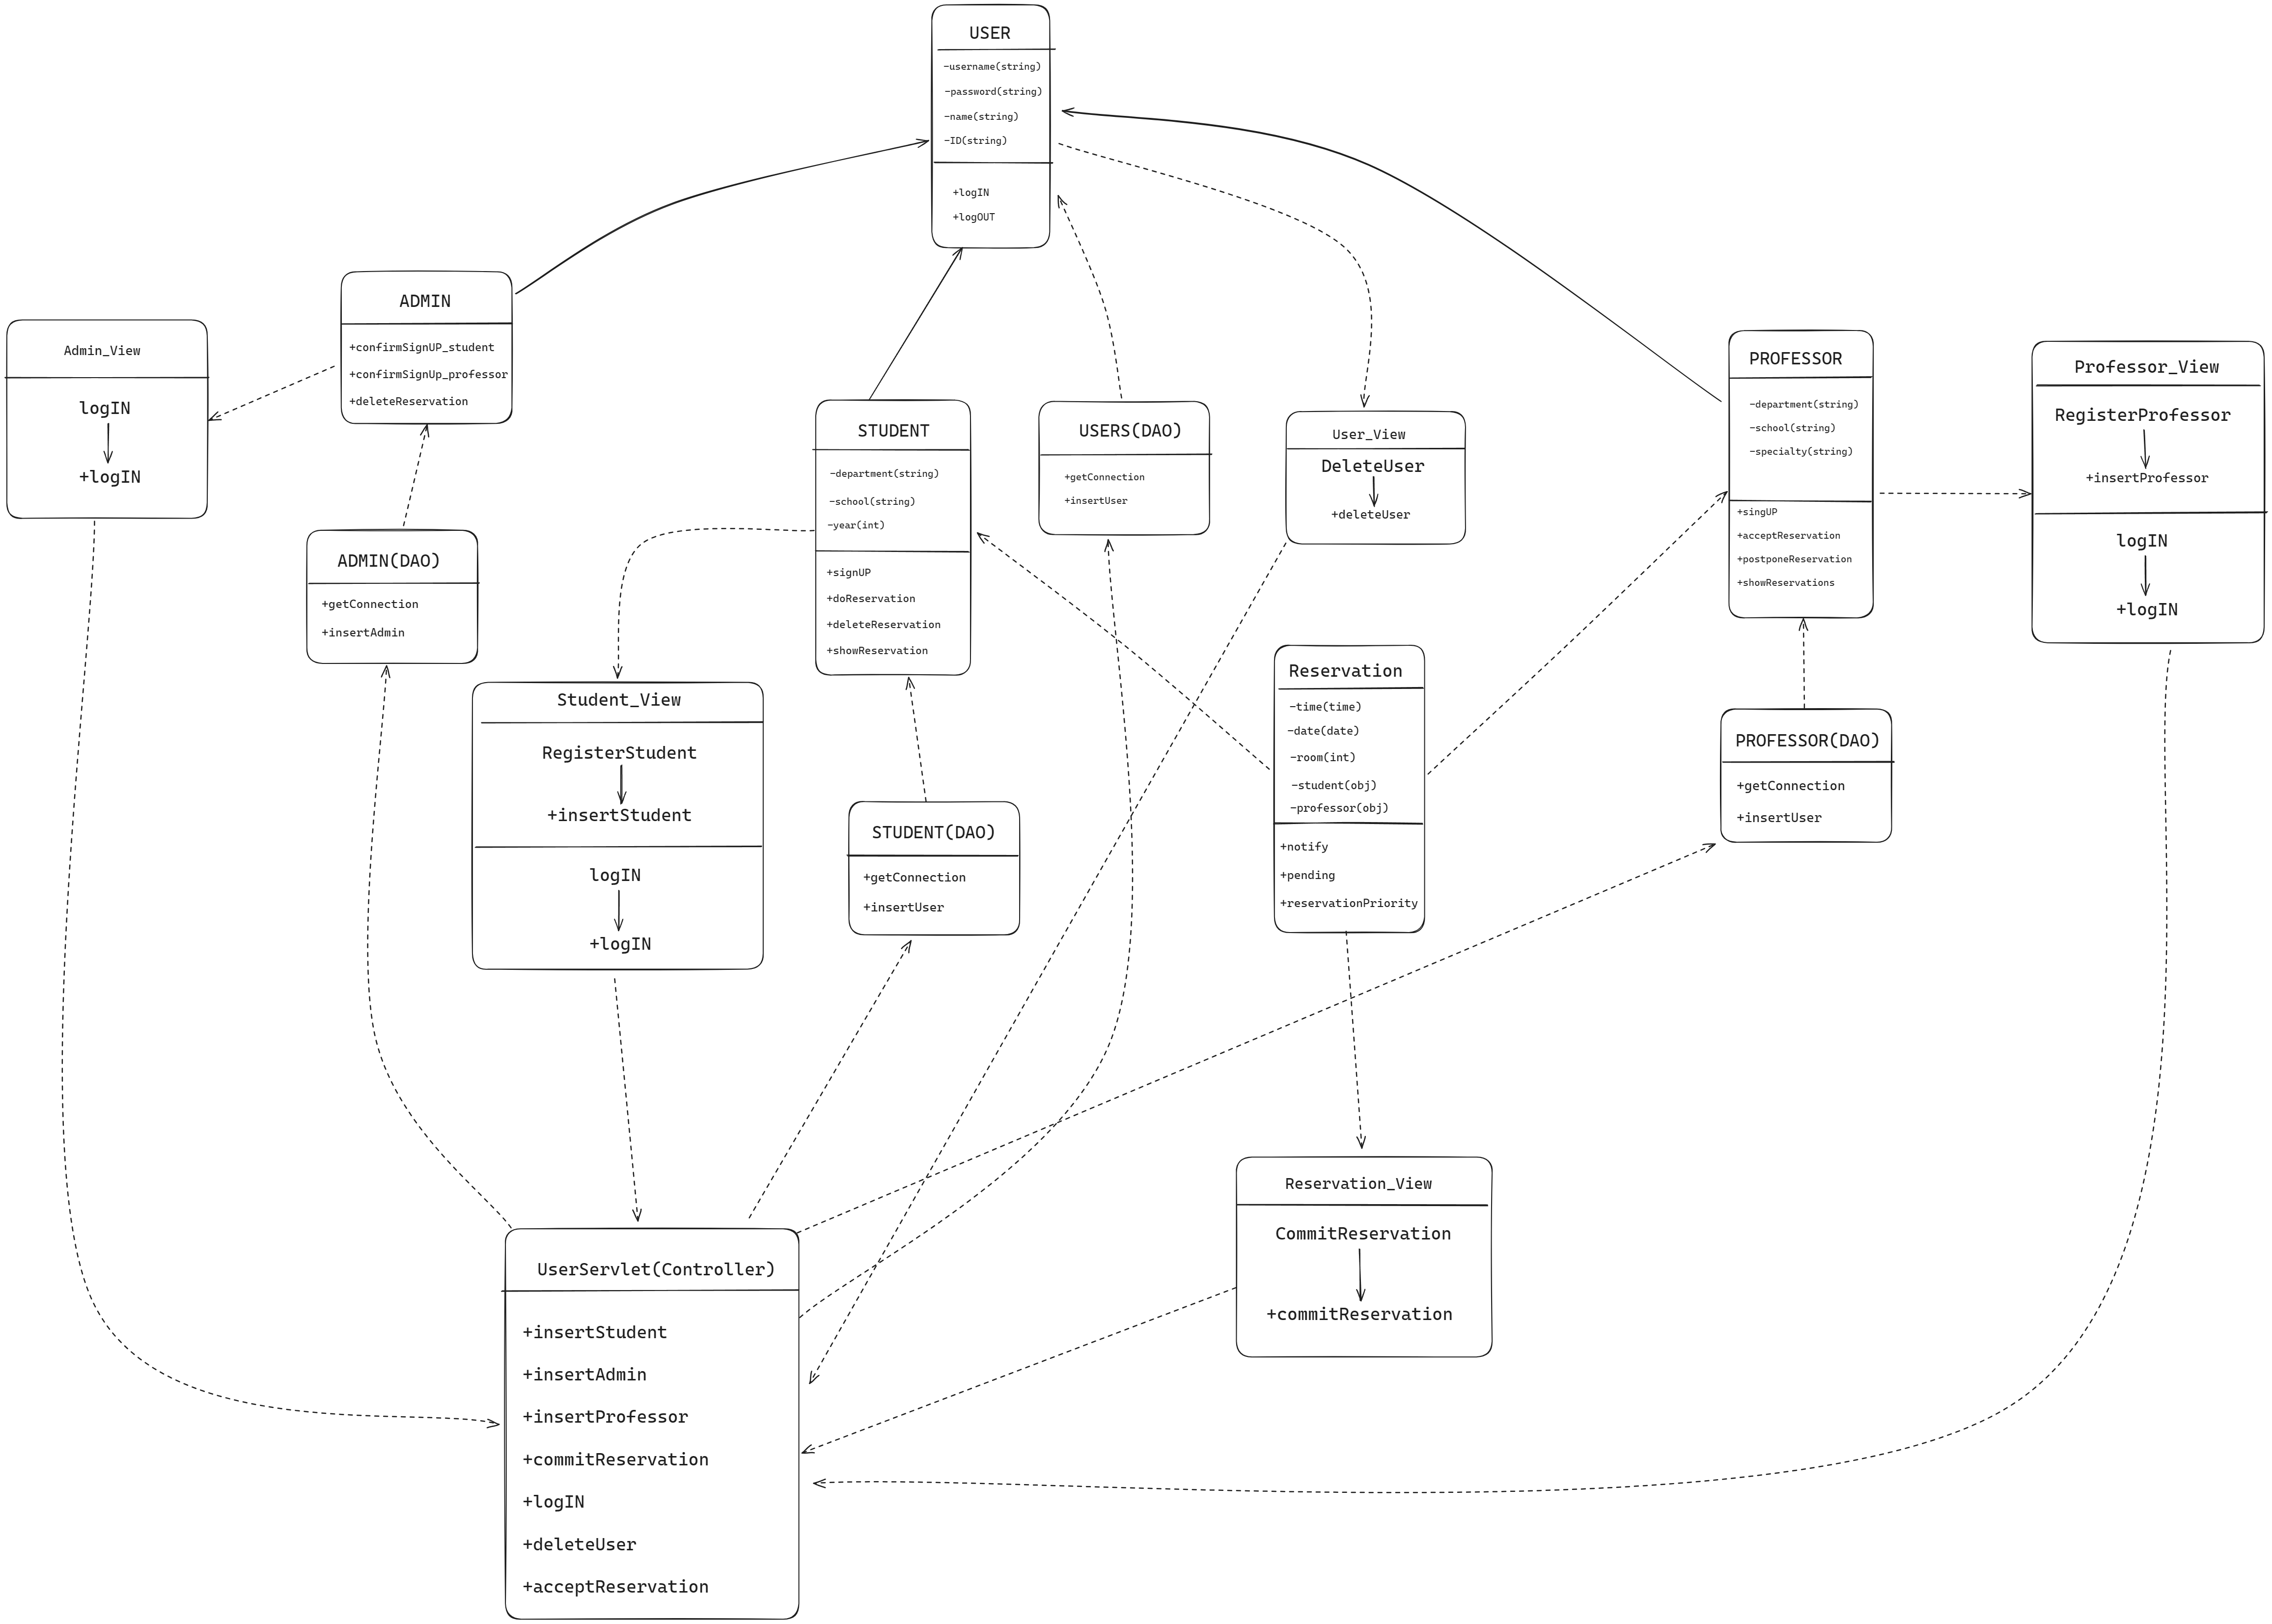 USER
-username(string)
-password(string)
-name(string)
-ID(string)
+logIN
+logOUT
ADMIN
+confirmSignUP_student
+confirmSignUp_professor
+deleteReservation
Admin_View
logIN
+logIN
PROFESSOR
-department(string)
-school(string)
-specialty(string)
+singUP
+acceptReservation
+postponeReservation
+showReservations
Professor_View
RegisterProfessor
+insertProfessor
logIN
+logIN
STUDENT
-department(string)
-school(string)
-year(int)
+signUP
+doReservation
+deleteReservation
+showReservation
USERS(DAO)
+getConnection
+insertUser
User_View
DeleteUser
+deleteUser
ADMIN(DAO)
+getConnection
+insertAdmin
Student_View
RegisterStudent
+insertStudent
logIN
+logIN
Reservation
-time(time)
-date(date)
-room(int)
-student(obj)
-professor(obj)
+notify
+pending
+reservationPriority
PROFESSOR(DAO)
+getConnection
+insertUser
STUDENT(DAO)
+getConnection
+insertUser
Reservation_View
CommitReservation
+commitReservation
UserServlet(Controller)
+insertStudent
+insertAdmin
+insertProfessor
+commitReservation
+logIN
+deleteUser
+acceptReservation